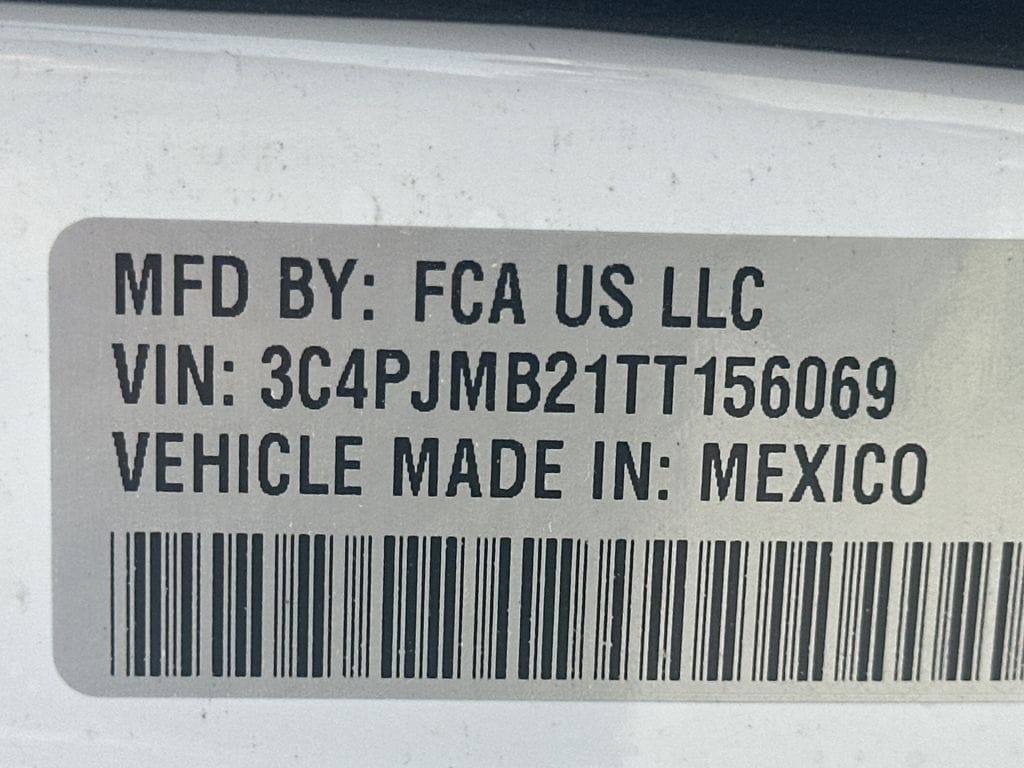 MFD BY: FCA US LLC
VIN: 3C4PJMB21TT156069
VEHICLE MADE IN: MEXICO